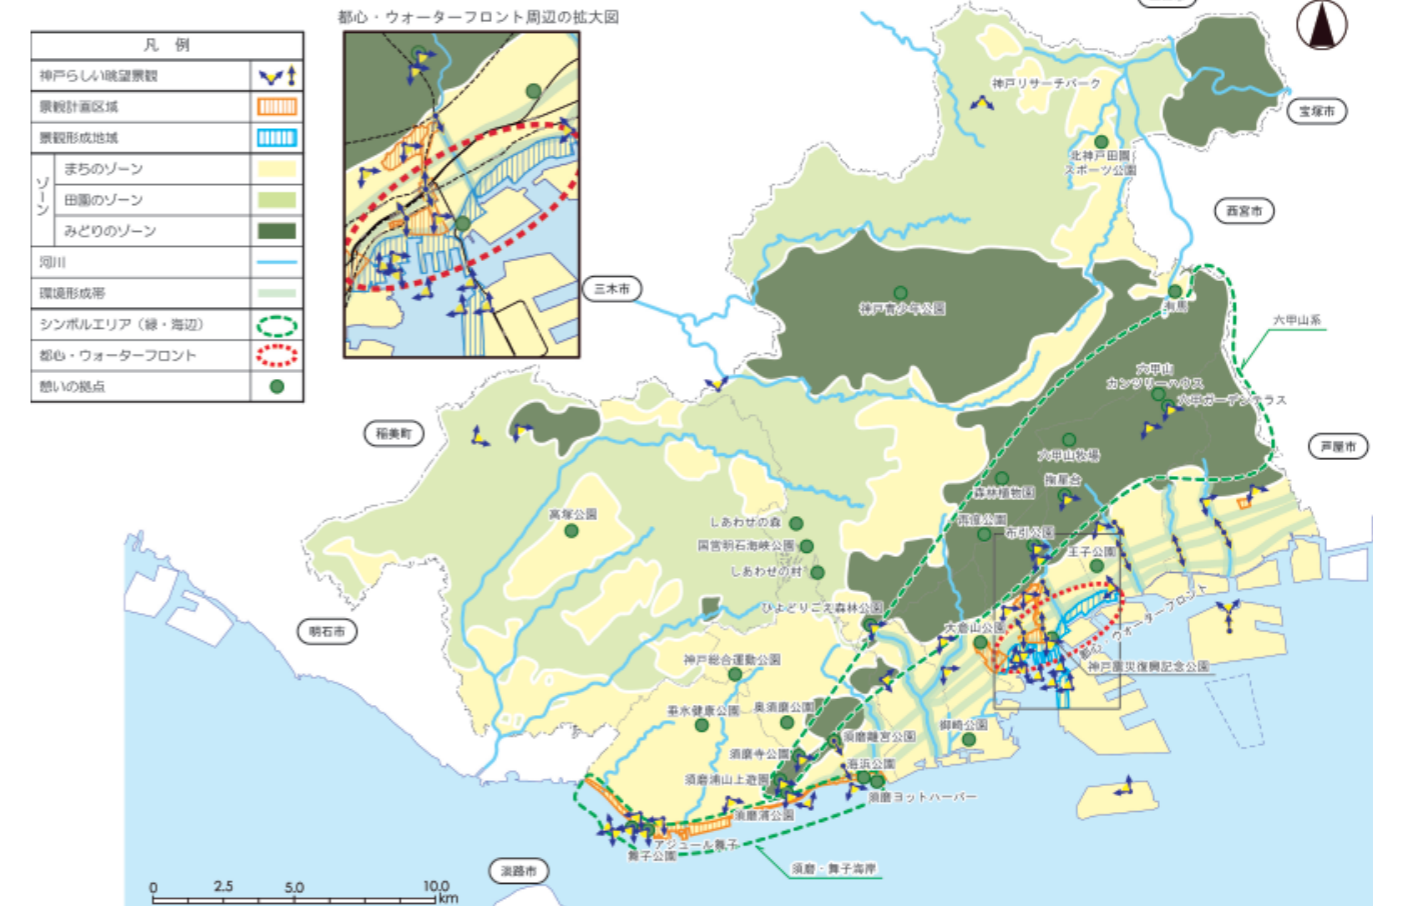 都心・ウォーターフロント周辺の拡大図
凡 例
神戸らしい眺望景観
景観計画区域
景観形成地域
ゾーン
まちのゾーン
田園のゾーン
みどりのゾーン
河川
環境形成帯
シンボルエリア（緑・海辺）
都心・ウォーターフロント
憩いの拠点
宝塚市
神戸リサーチパーク
北神戸田園
スポーツ公園
西宮市
三木市
神戸青少年公園
有馬
六甲山系
六甲山
カンツリーハウス
六甲ガーデンテラス
稲美町
芦屋市
六甲山牧場
森林植物園
摩星台
高塚公園
しあわせの森
再度公園
布引公園
国営明石海峡公園
王子公園
しあわせの村
ひよどりごえ森林公園
明石市
大倉山公園
都心・ウォーターフロント
神戸総合運動公園
神戸震災復興記念公園
垂水健康公園
奥須磨公園
御崎公園
須磨離宮公園
須磨寺公園
海浜公園
須磨浦山上遊園
須磨ヨットハーバー
須磨浦公園
アジュール舞子
舞子公園
須磨・舞子海岸
淡路市
0 2.5 5.0 10.0
km